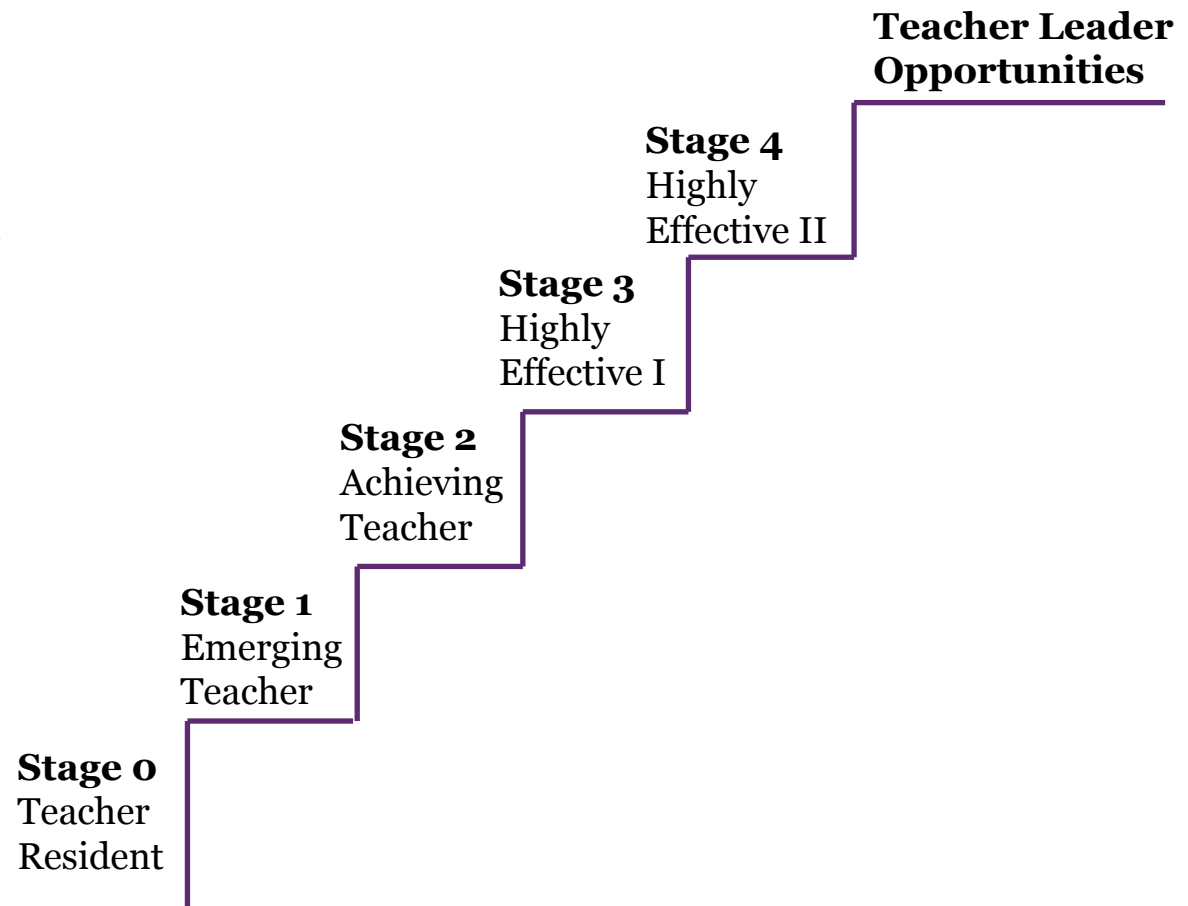 Teacher Leader
Opportunities
Stage 4
Highly
Effective II
Stage 3
Highly
Effective I
Stage 2
Achieving
Teacher
Stage 1
Emerging
Teacher
Stage 0
Teacher
Resident